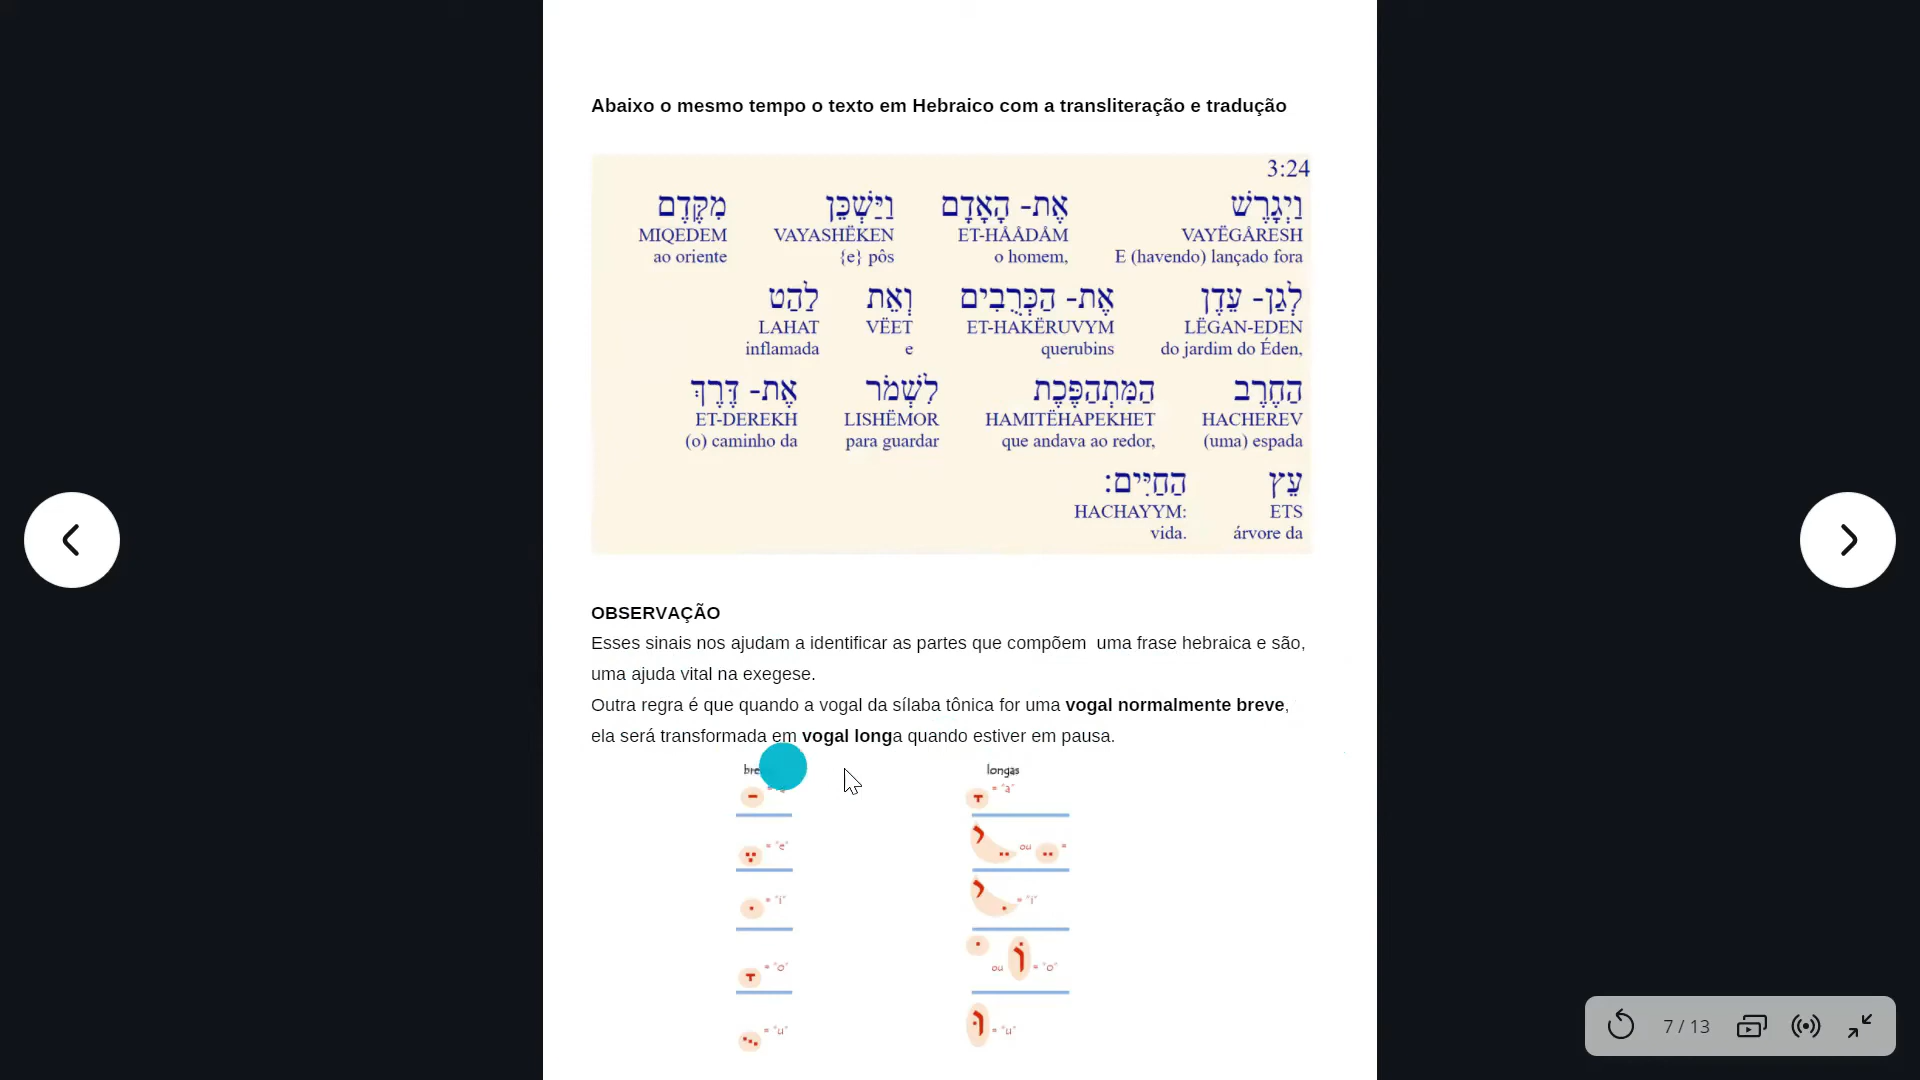 Abaixo o mesmo tempo o texto em Hebraico com a transliteração e tradução
3:24
וַיְגָרֶשׁ אֶת- הָאָדָם וַיַּשְׁכֵּן מִקֶּדֶם
VAYËGÅRESH ET-HÅÅDÅM VAYASHËKEN MIQEDEM
E (havendo) lançado fora o homem, {e} pôs ao oriente
לְגַן- עֵדֶן אֶת- הַכְּרֻבִים וְאֵת לַהַט
LËGAN-EDEN ET-HAKËRUVYM VËET LAHAT
do jardim do Éden, querubins e inflamada
הַחֶרֶב הַמִּתְהַפֶּכֶת לִשְׁמֹר אֶת- דֶּרֶךְ
HACHEREV HAMITËHAPEKHET LISHËMOR ET-DEREKH
(uma) espada que andava ao redor, para guardar (o) caminho da
עֵץ הַחַיִּים:
ETS HACHAYYM:
árvore da vida.
OBSERVAÇÃO
Esses sinais nos ajudam a identificar as partes que compõem uma frase hebraica e são,
uma ajuda vital na exegese.
Outra regra é que quando a vogal da sílaba tônica for uma vogal normalmente breve,
ela será transformada em vogal longa quando estiver em pausa.
longas
= "a"
= "e" ou =
= "i" = "i"
= "o" ou = "o"
= "u" = "u"
7 / 13